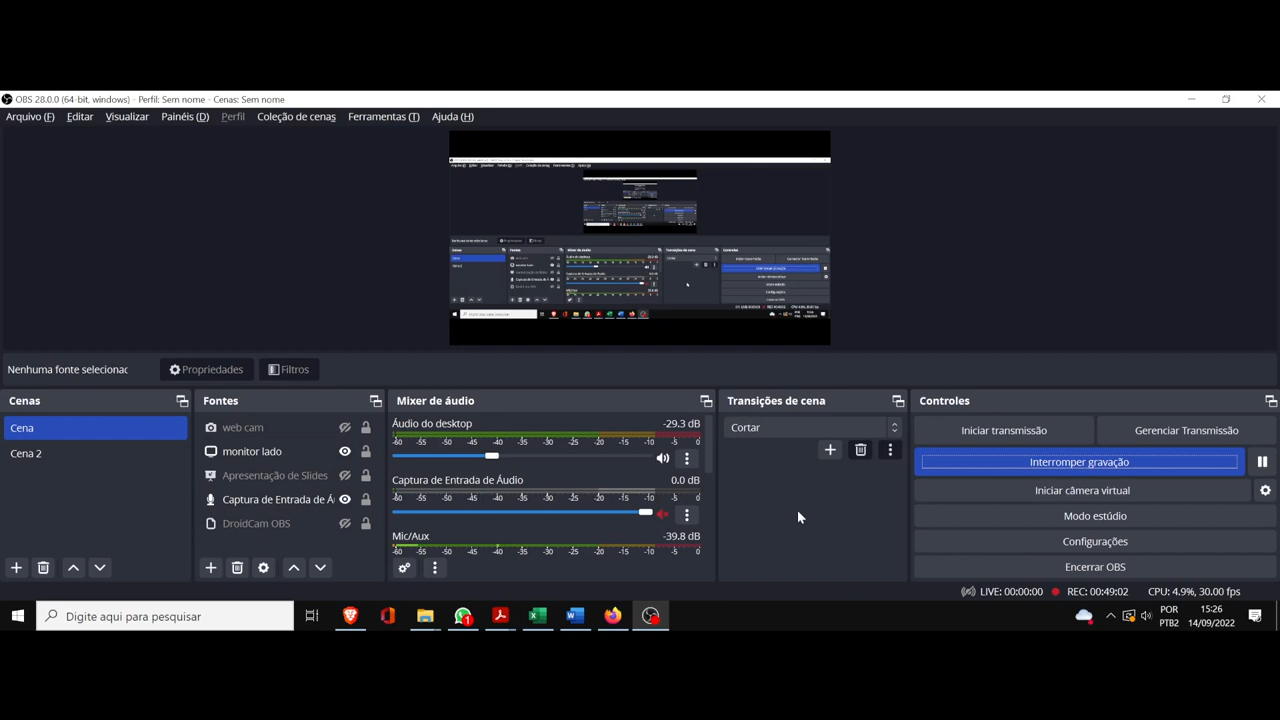 OBS 28.0.0 (64-bit, windows) - Perfil: Sem nome - Cenas: Sem nome
Arquivo (F) Editar Visualizar Painéis (D) Perfil Coleção de cenas Ferramentas (T) Ajuda (H)
Nenhuma fonte selecionac Propriedades Filtros
Cenas Fontes Mixer de áudio Transições de cena Controles
Cena
Cena 2
web cam
monitor lado
Apresentação de Slides
Captura de Entrada de Á
DroidCam OBS
Áudio do desktop -29.3 dB
-60 -55 -50 -45 -40 -35 -30 -25 -20 -15 -10 -5 0
Captura de Entrada de Áudio 0.0 dB
-60 -55 -50 -45 -40 -35 -30 -25 -20 -15 -10 -5 0
Mic/Aux -39.8 dB
-60 -55 -50 -45 -40 -35 -30 -25 -20 -15 -10 -5 0
Cortar
Iniciar transmissão Gerenciar Transmissão
Interromper gravação
Iniciar câmera virtual
Modo estúdio
Configurações
Encerrar OBS
LIVE: 00:00:00 REC: 00:49:02 CPU: 4.9%, 30.00 fps
Digite aqui para pesquisar
1
POR
PTB2
15:26
14/09/2022